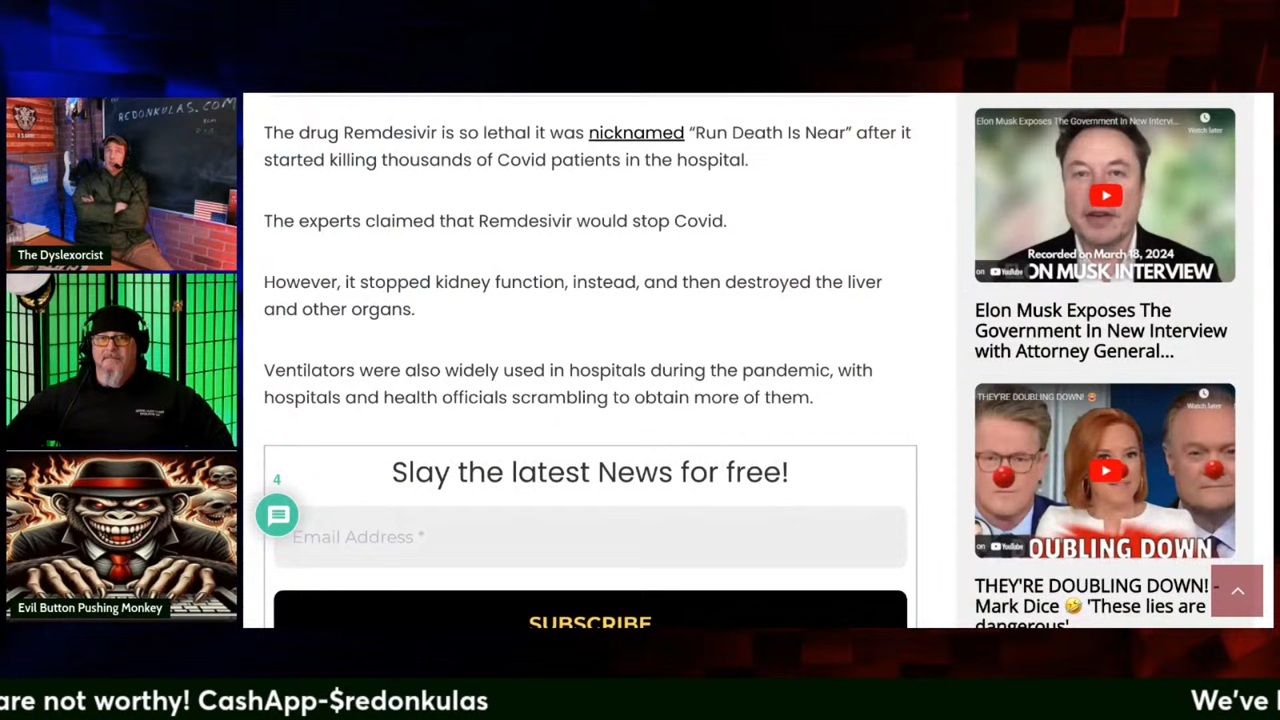 REDONKULAS.COM
The Dyslexorcist
Evil Button Pushing Monkey
The drug Remdesivir is so lethal it was nicknamed “Run Death Is Near” after it
started killing thousands of Covid patients in the hospital.
The experts claimed that Remdesivir would stop Covid.
However, it stopped kidney function, instead, and then destroyed the liver
and other organs.
Ventilators were also widely used in hospitals during the pandemic, with
hospitals and health officials scrambling to obtain more of them.
Slay the latest News for free!
4
Email Address *
SUBSCRIBE
Elon Musk Exposes The Government In New Intervi...
Watch later
Recorded on March 18, 2024
on YouTube
ON MUSK INTERVIEW
Elon Musk Exposes The
Government In New Interview
with Attorney General...
THEY'RE DOUBLING DOWN! 🤡
Watch later
on YouTube
OUBLING DOWN
THEY'RE DOUBLING DOWN! -
Mark Dice 🤣 'These lies are
dangerous'
are not worthy! CashApp-$redonkulas
We've